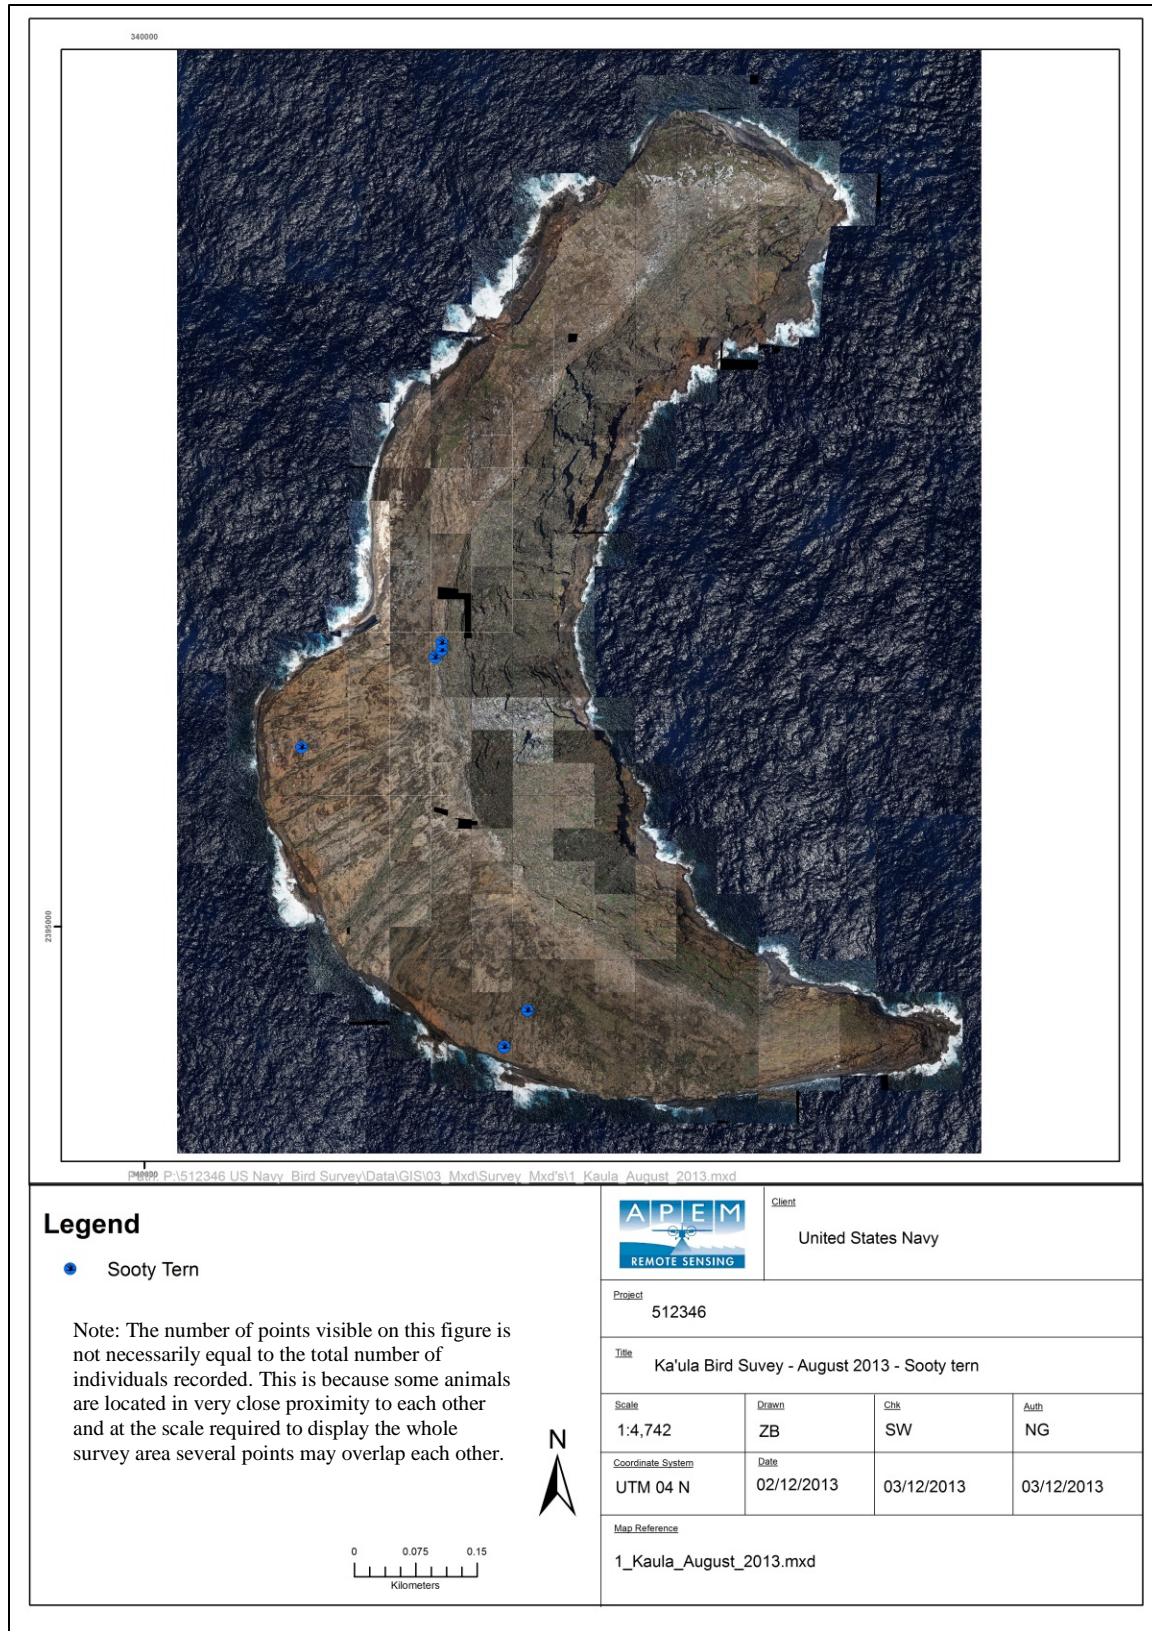 340000
2395000
P:\512346 US Navy Bird Survey\Data\GIS\03_Mxd\Survey_Mxd's\1_Kaula_August_2013.mxd
Legend
Sooty Tern
Note: The number of points visible on this figure is
not necessarily equal to the total number of
individuals recorded. This is because some animals
are located in very close proximity to each other
and at the scale required to display the whole
survey area several points may overlap each other.
N
0 0.075 0.15
Kilometers
APEM
REMOTE SENSING
Client
United States Navy
Project
512346
Title
Ka'ula Bird Suvey - August 2013 - Sooty tern
Scale
1:4,742
Drawn
ZB
Chk
SW
Auth
NG
Coordinate System
UTM 04 N
Date
02/12/2013
03/12/2013
03/12/2013
Map Reference
1_Kaula_August_2013.mxd